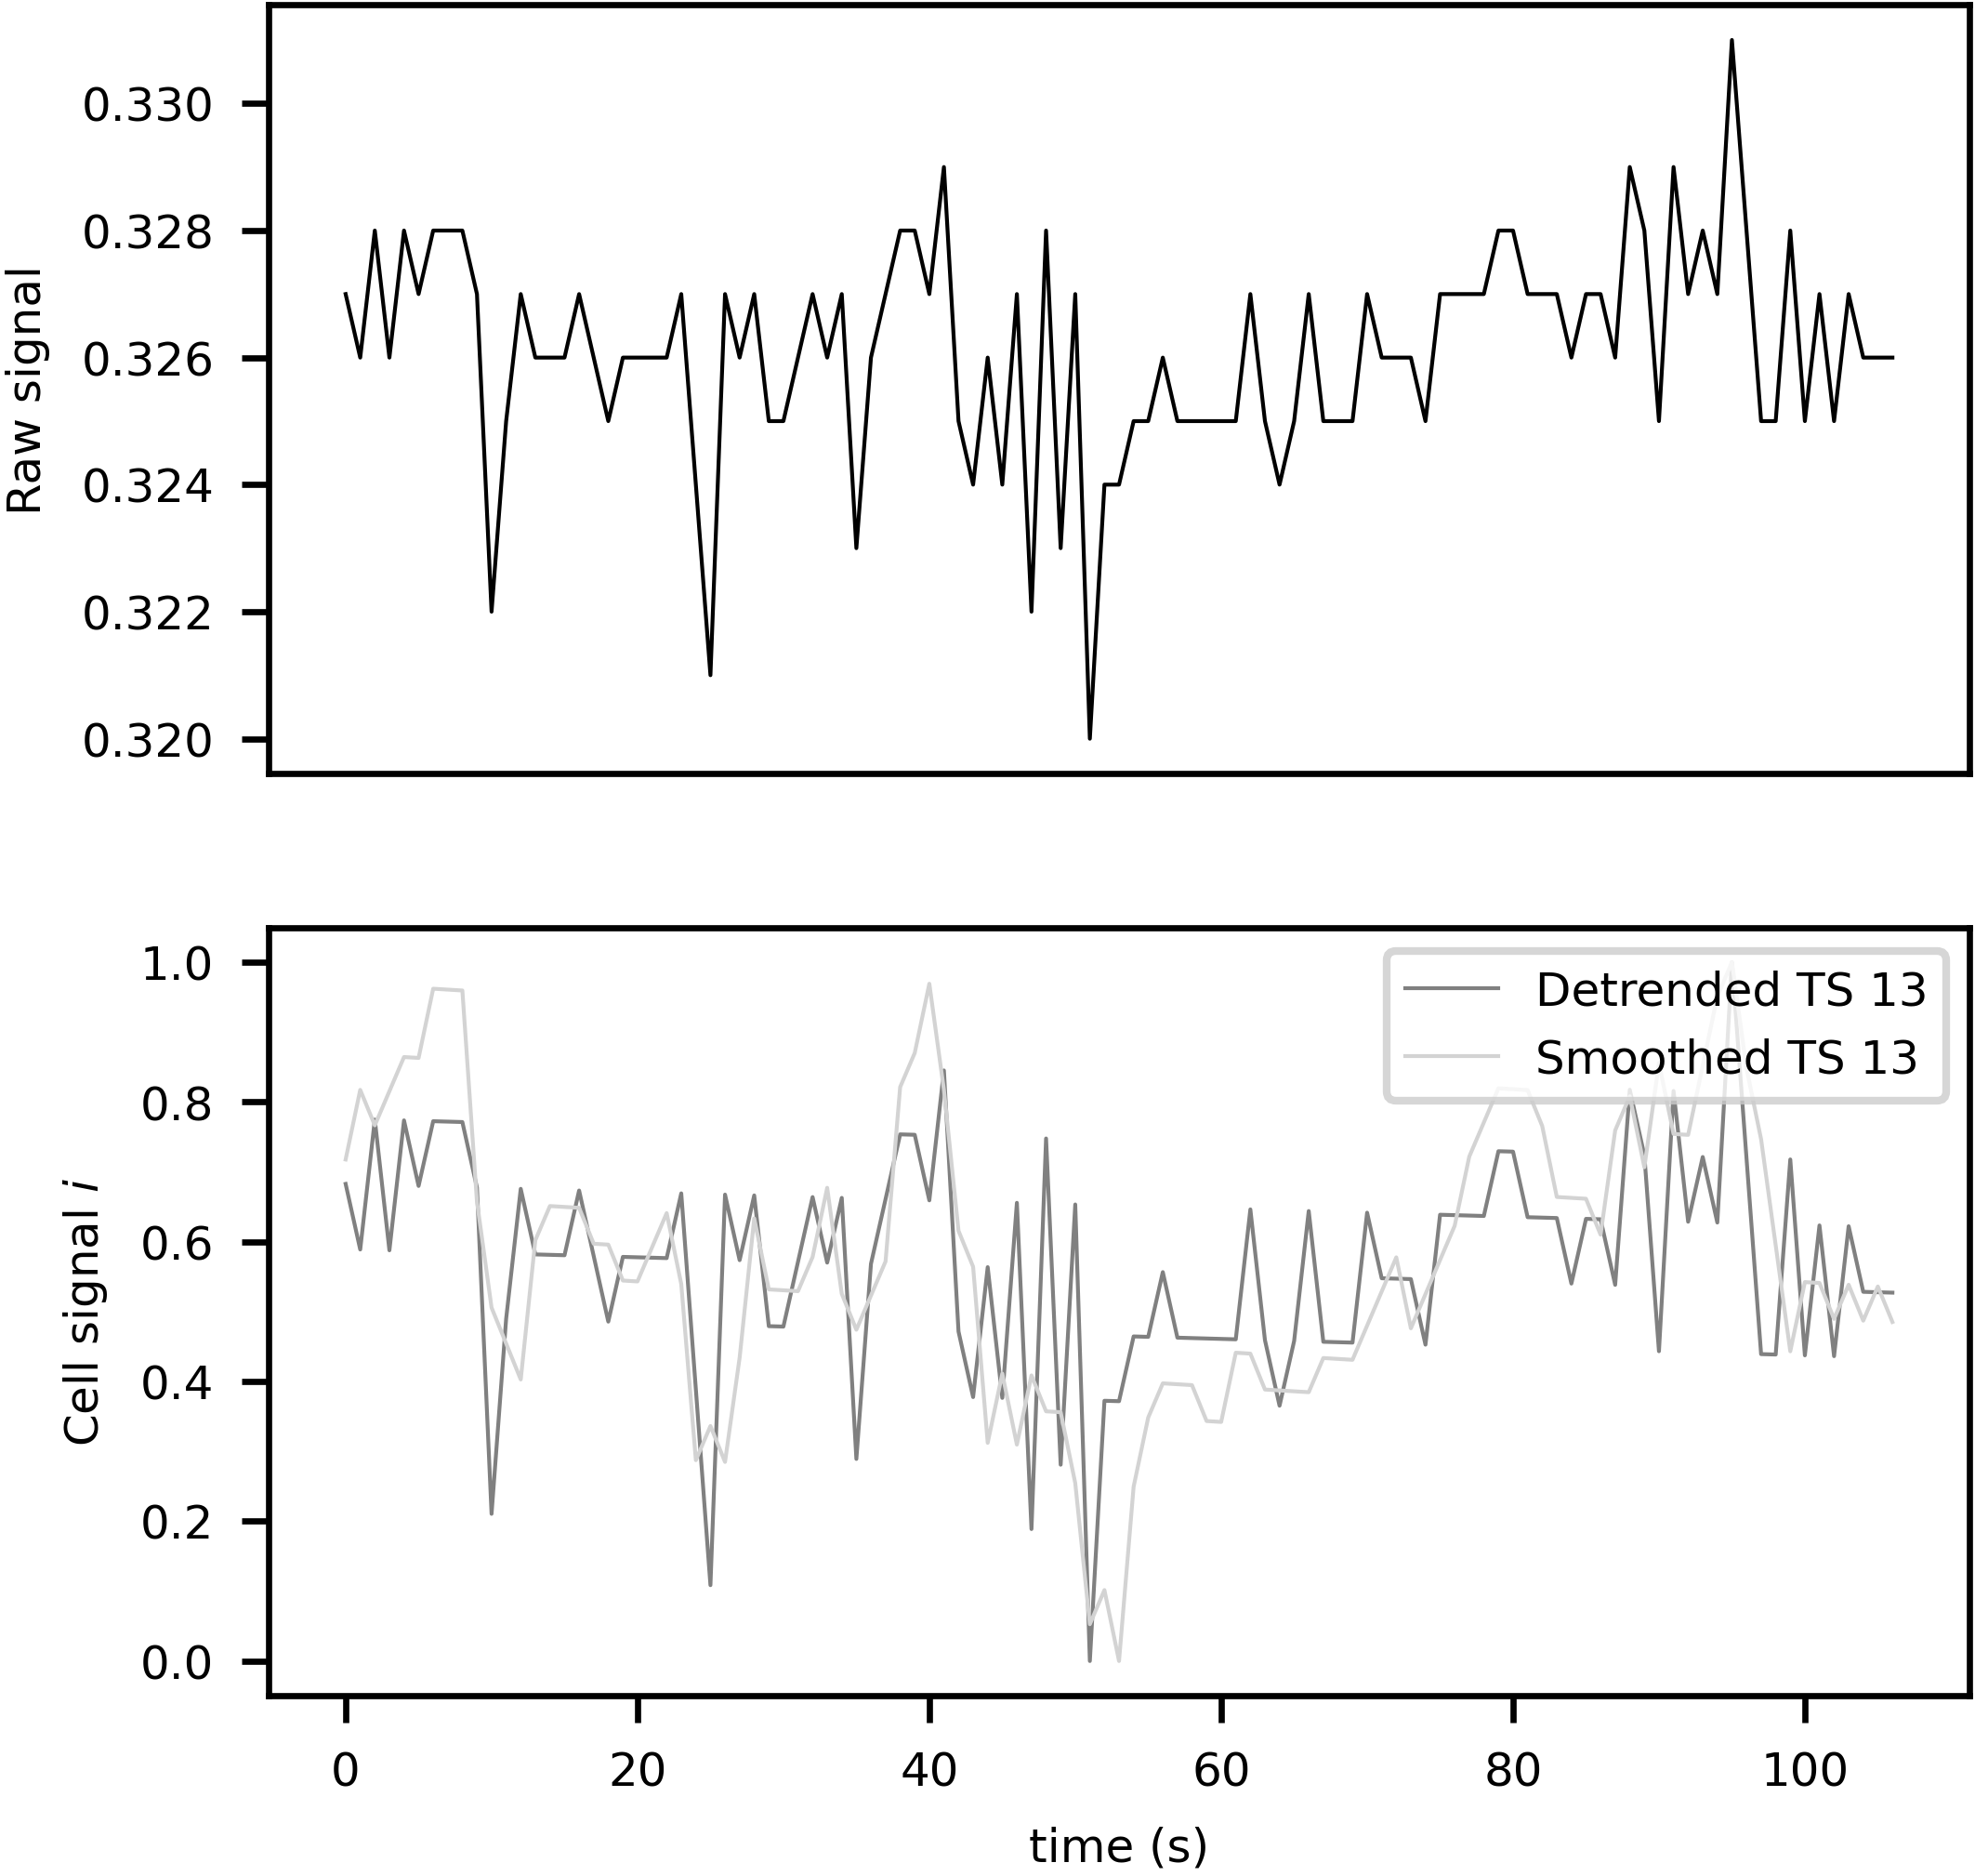 Raw signal
0.330
0.328
0.326
0.324
0.322
0.320
Cell signal i
1.0
0.8
0.6
0.4
0.2
0.0
Detrended TS 13
Smoothed TS 13
0 20 40 60 80 100
time (s)